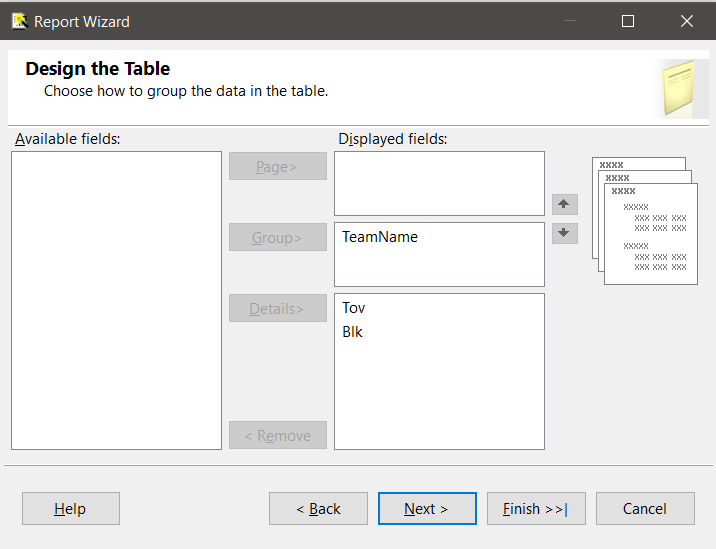 Report Wizard
Design the Table
Choose how to group the data in the table.
Available fields:
Displayed fields:
Page>
Group>
TeamName
Details>
Tov
Blk
< Remove
xxxx
xxxx
xxxx
xxxxx
xxx xxx xxx
xxx xxx xxx
xxxxx
xxx xxx xxx
xxx xxx xxx
Help
< Back
Next >
Finish >>|
Cancel